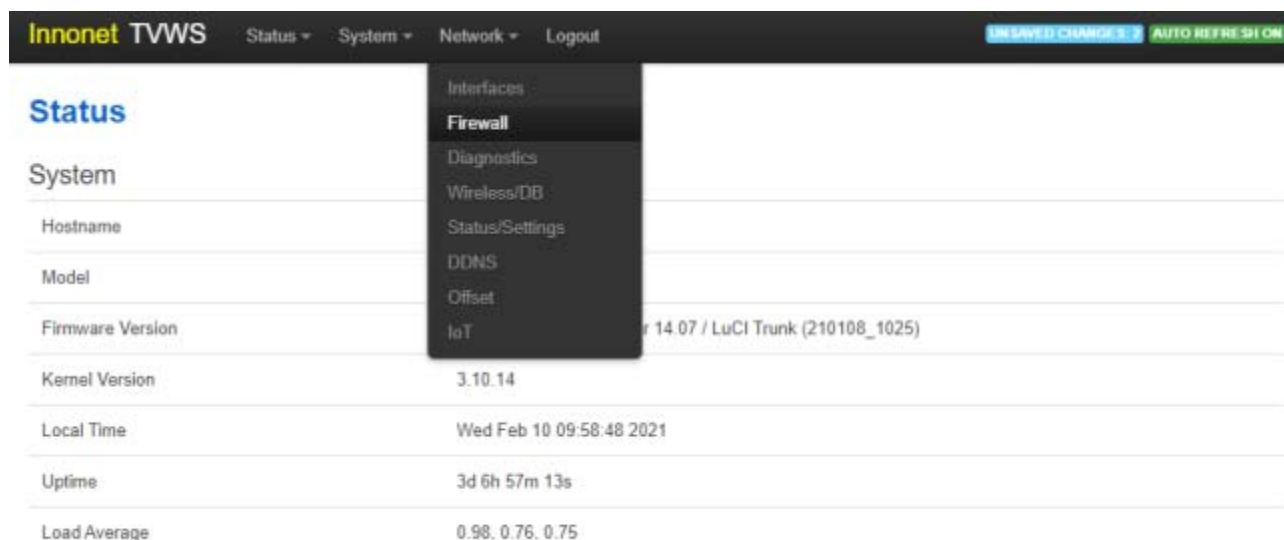 Innonet TVWS Status System Network Logout UNSAVED CHANGES: 2 AUTO REFRESH ON
Interfaces
Firewall
Diagnostics
Wireless/DB
Status/Settings
DDNS
Offset
IoT
Status
System
Hostname
Model
Firmware Version r 14.07 / LuCI Trunk (210108_1025)
Kernel Version 3.10.14
Local Time Wed Feb 10 09:58:48 2021
Uptime 3d 6h 57m 13s
Load Average 0.98, 0.76, 0.75